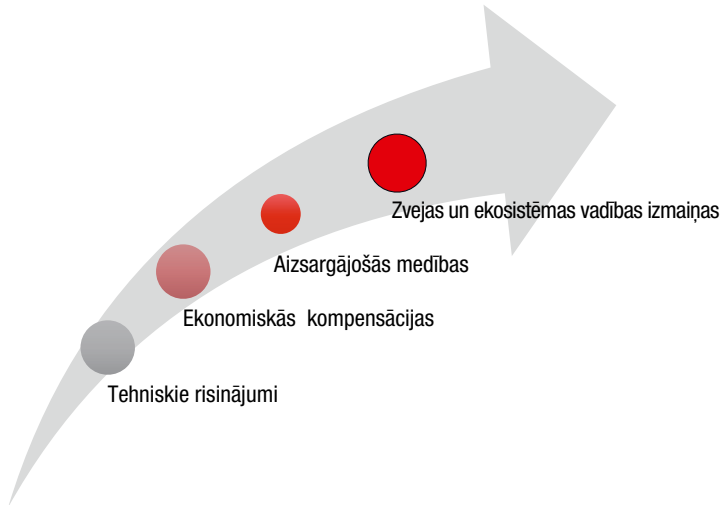 Zvejas un ekosistēmas vadības izmaiņas
Aizsargājošās medības
Ekonomiskās kompensācijas
Tehniskie risinājumi